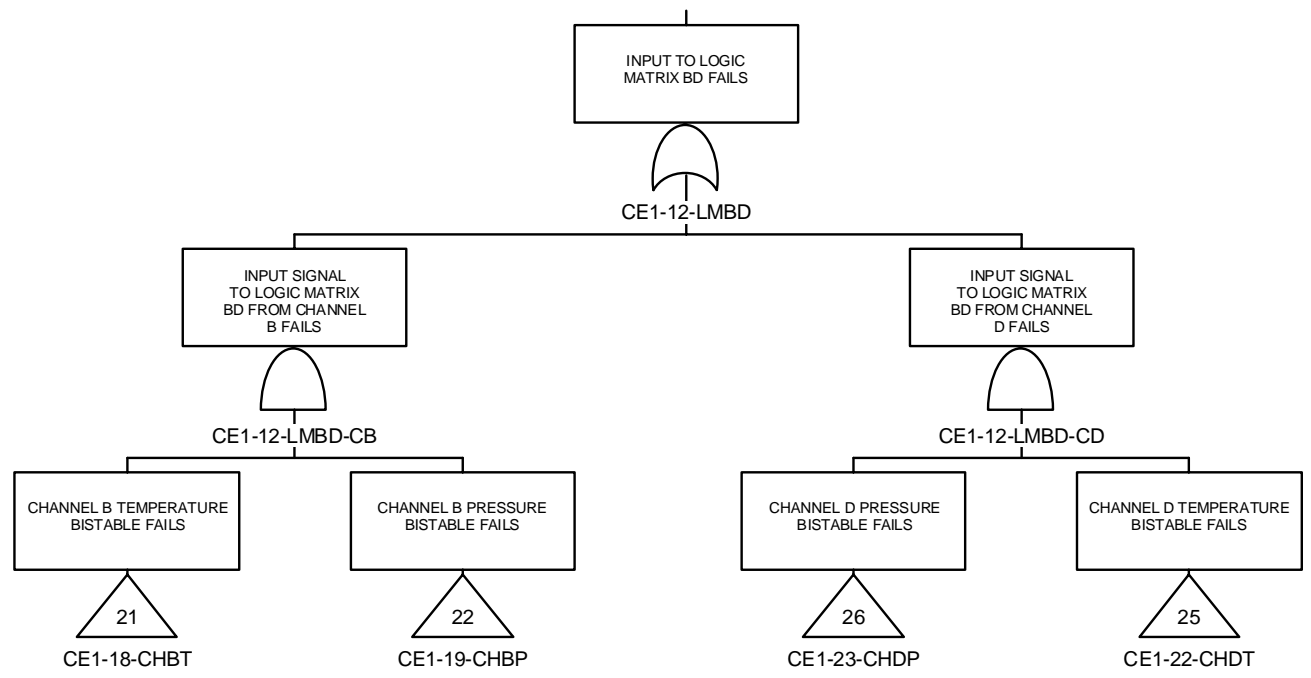 INPUT TO LOGIC
MATRIX BD FAILS
CE1-12-LMBD
INPUT SIGNAL
TO LOGIC MATRIX
BD FROM CHANNEL
B FAILS
INPUT SIGNAL
TO LOGIC MATRIX
BD FROM CHANNEL
D FAILS
CE1-12-LMBD-CB
CE1-12-LMBD-CD
CHANNEL B TEMPERATURE
BISTABLE FAILS
CHANNEL B PRESSURE
BISTABLE FAILS
CHANNEL D PRESSURE
BISTABLE FAILS
CHANNEL D TEMPERATURE
BISTABLE FAILS
21
22
26
25
CE1-18-CHBT
CE1-19-CHBP
CE1-23-CHDP
CE1-22-CHDT